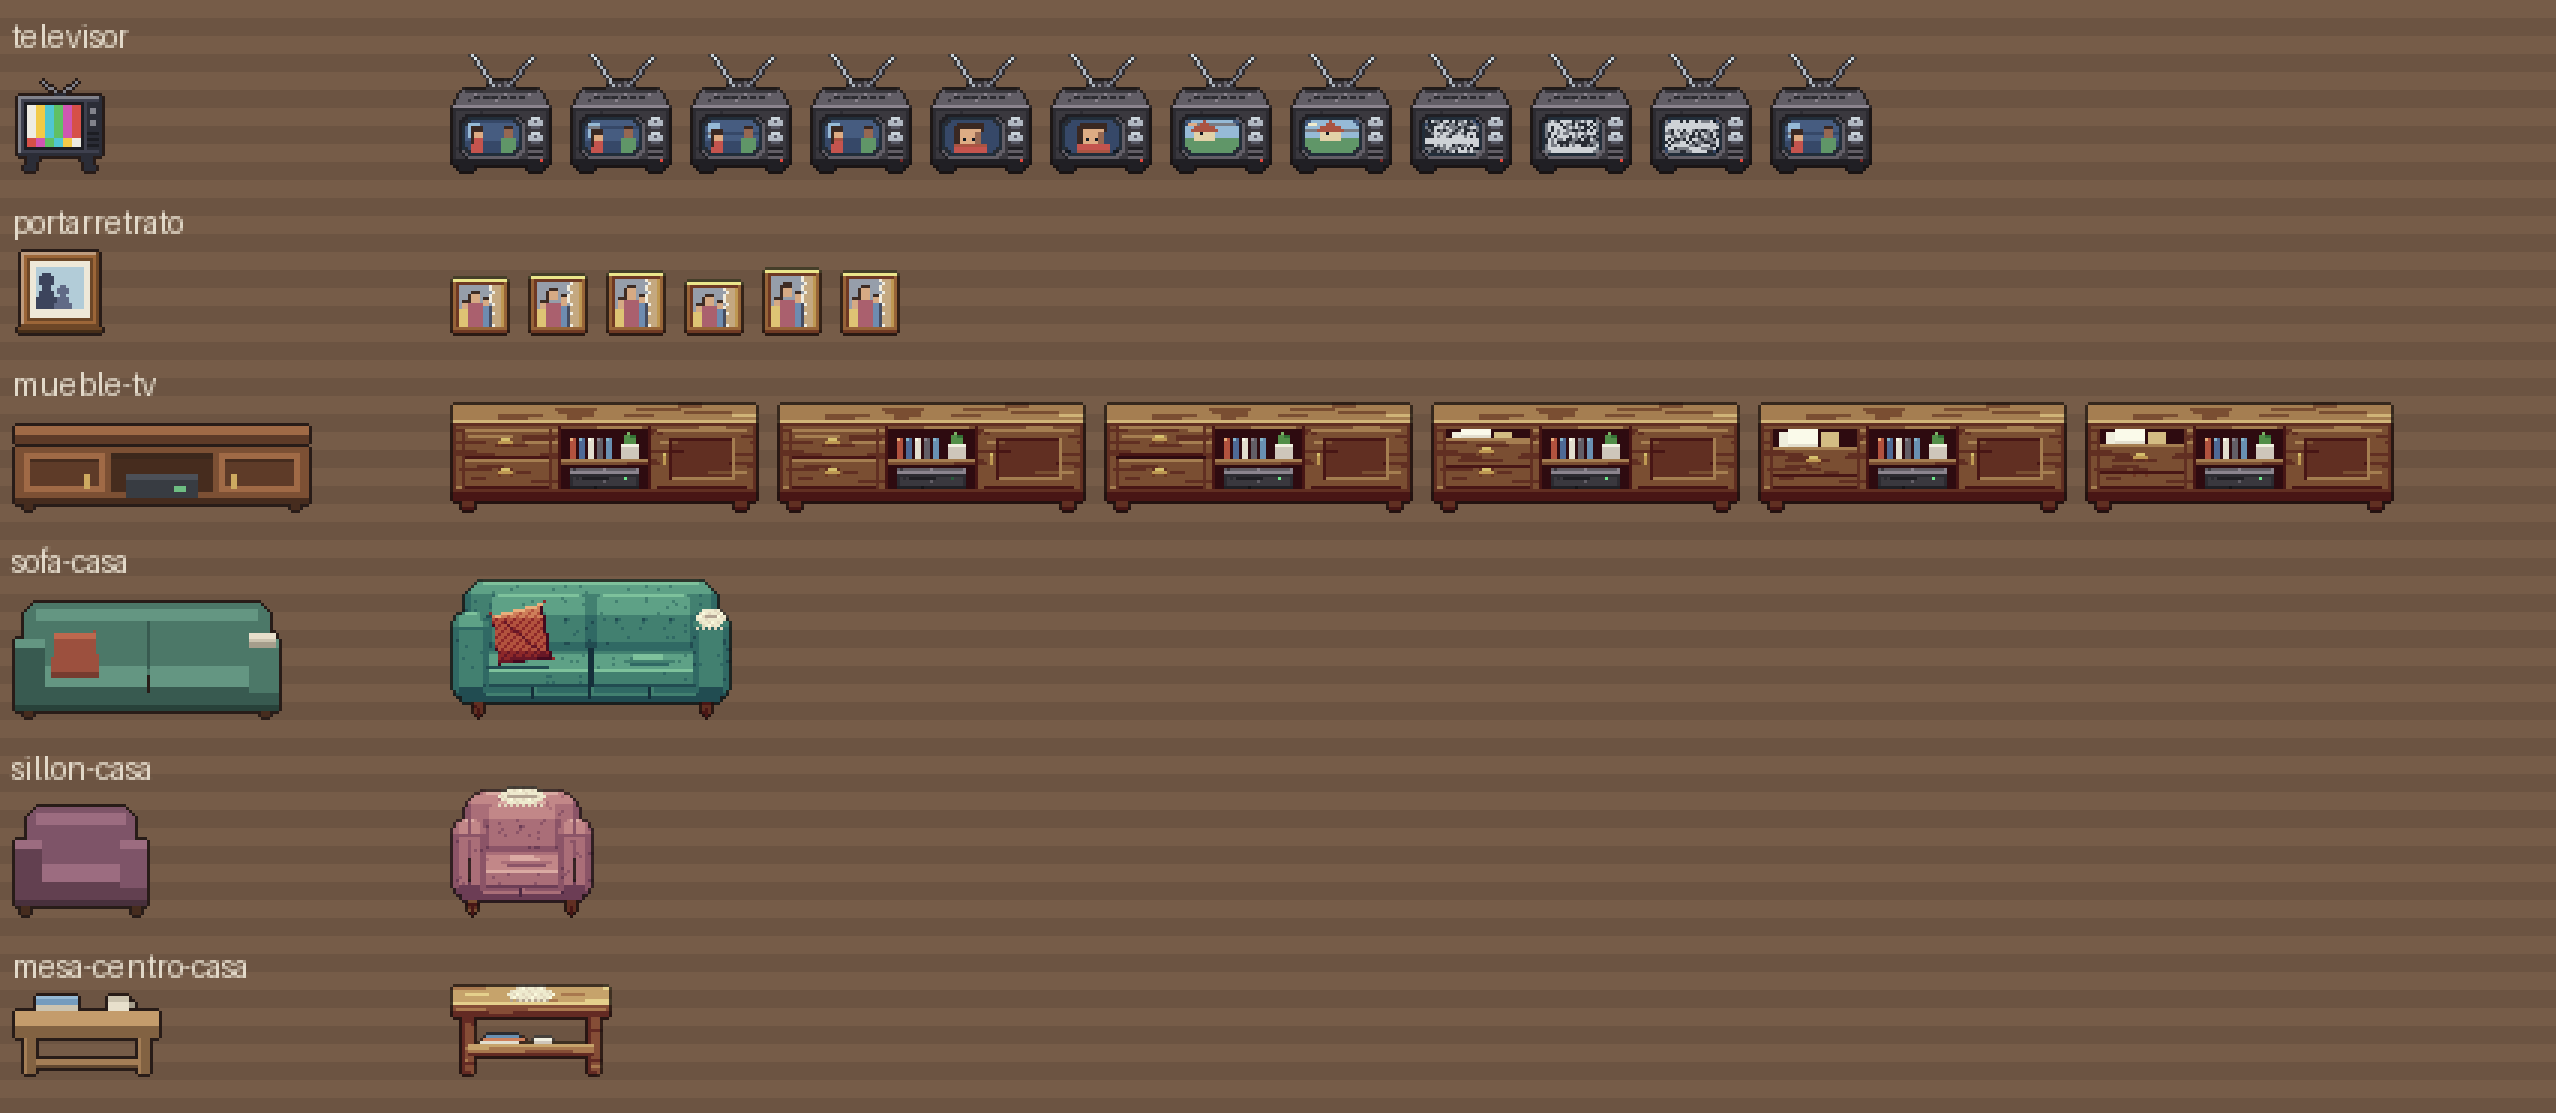 televisor
portarretrato
mueble-tv
sofa-casa
sillon-casa
mesa-centro-casa